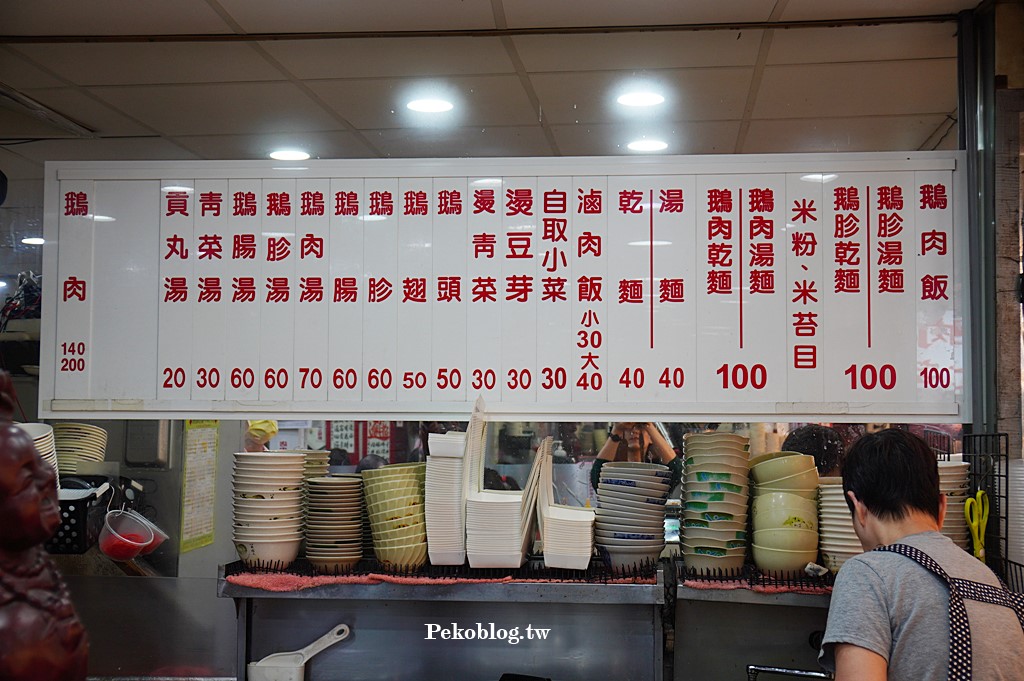 鵝肉飯 100
鵝胗湯麵 鵝胗乾麵 100
米粉、米苔目
鵝肉湯麵 鵝肉乾麵 100
湯麵 40
乾麵 40
滷肉飯 小30 大40
自取小菜 30
燙豆芽 30
燙青菜 30
鵝頭 50
鵝翅 50
鵝胗 60
鵝腸 60
鵝肉湯 70
鵝胗湯 60
鵝腸湯 60
青菜湯 30
貢丸湯 20
鵝肉 140 200
Pekoblog.tw